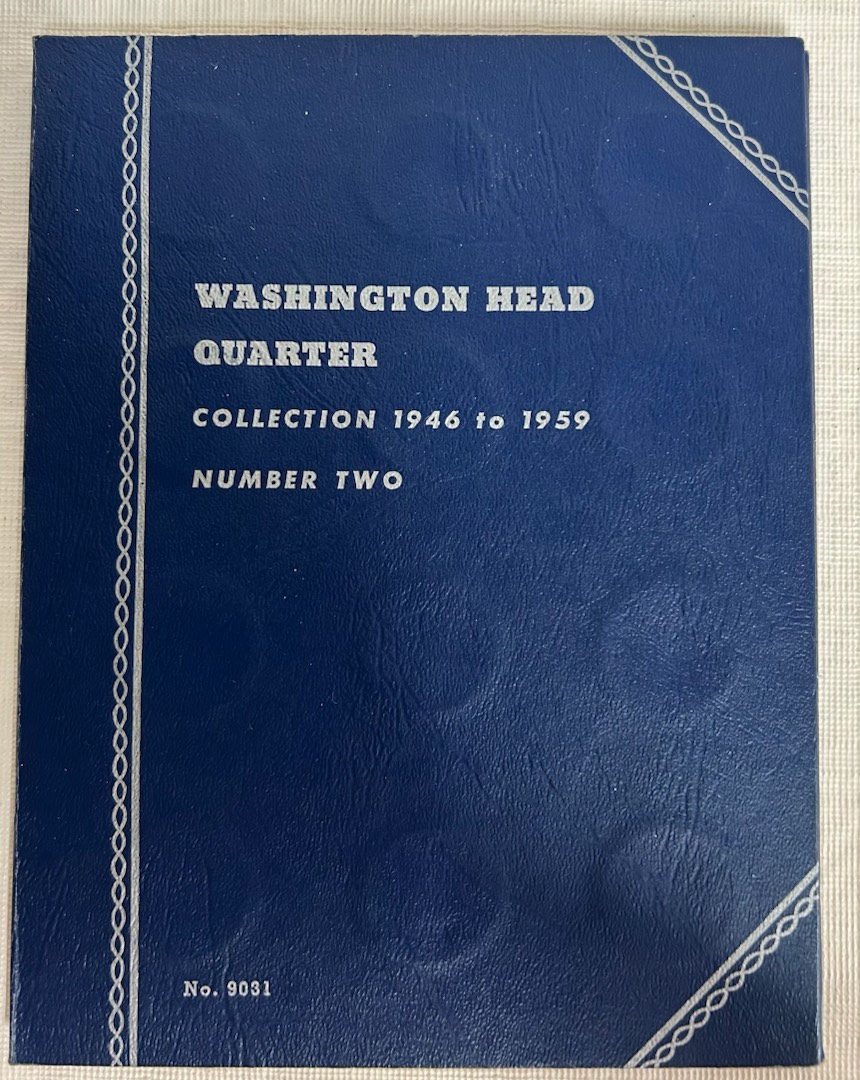 WASHINGTON HEAD
QUARTER
COLLECTION 1946 to 1959
NUMBER TWO
No. 9031